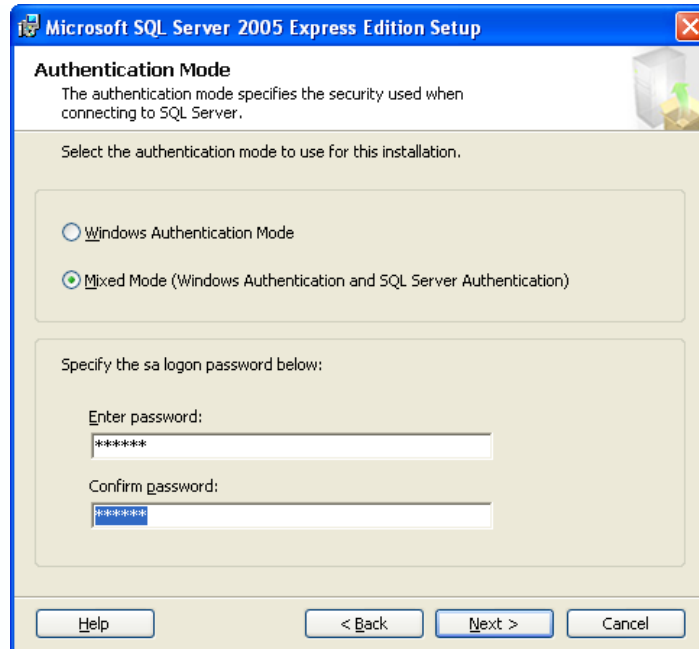 Microsoft SQL Server 2005 Express Edition Setup
Authentication Mode
The authentication mode specifies the security used when
connecting to SQL Server.
Select the authentication mode to use for this installation.
Windows Authentication Mode
Mixed Mode (Windows Authentication and SQL Server Authentication)
Specify the sa logon password below:
Enter password:
******
Confirm password:
******
Help
< Back
Next >
Cancel